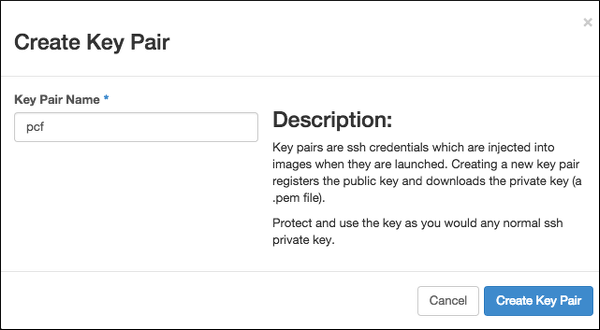 ×
Create Key Pair
Key Pair Name *
pcf
Description:
Key pairs are ssh credentials which are injected into
images when they are launched. Creating a new key pair
registers the public key and downloads the private key (a
.pem file).
Protect and use the key as you would any normal ssh
private key.
Cancel
Create Key Pair